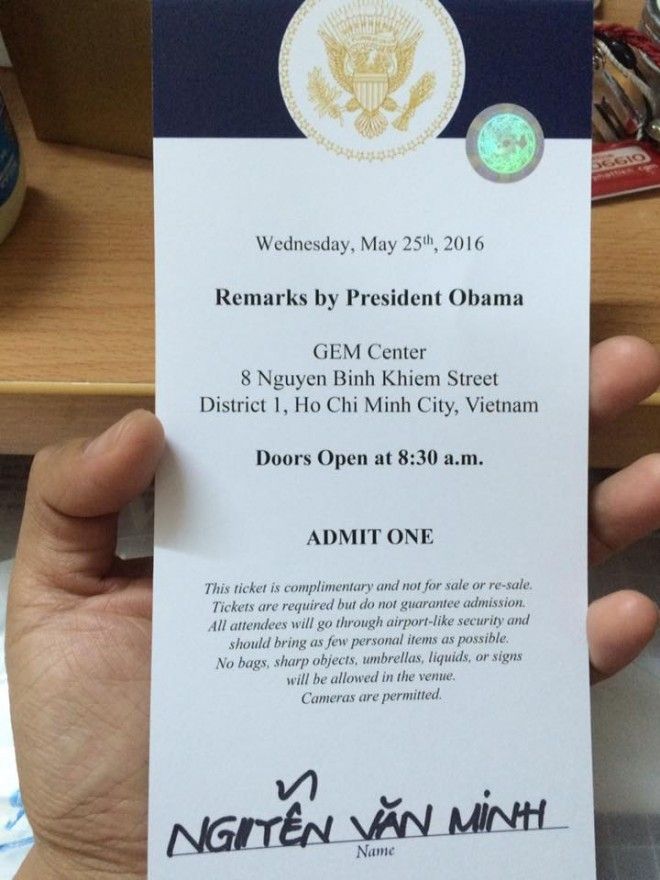 Wednesday, May 25th, 2016
Remarks by President Obama
GEM Center
8 Nguyen Binh Khiem Street
District 1, Ho Chi Minh City, Vietnam
Doors Open at 8:30 a.m.
ADMIT ONE
This ticket is complimentary and not for sale or re-sale.
Tickets are required but do not guarantee admission.
All attendees will go through airport-like security and
should bring as few personal items as possible.
No bags, sharp objects, umbrellas, liquids, or signs
will be allowed in the venue.
Cameras are permitted.
NGUYỄN VĂN MINH
Name